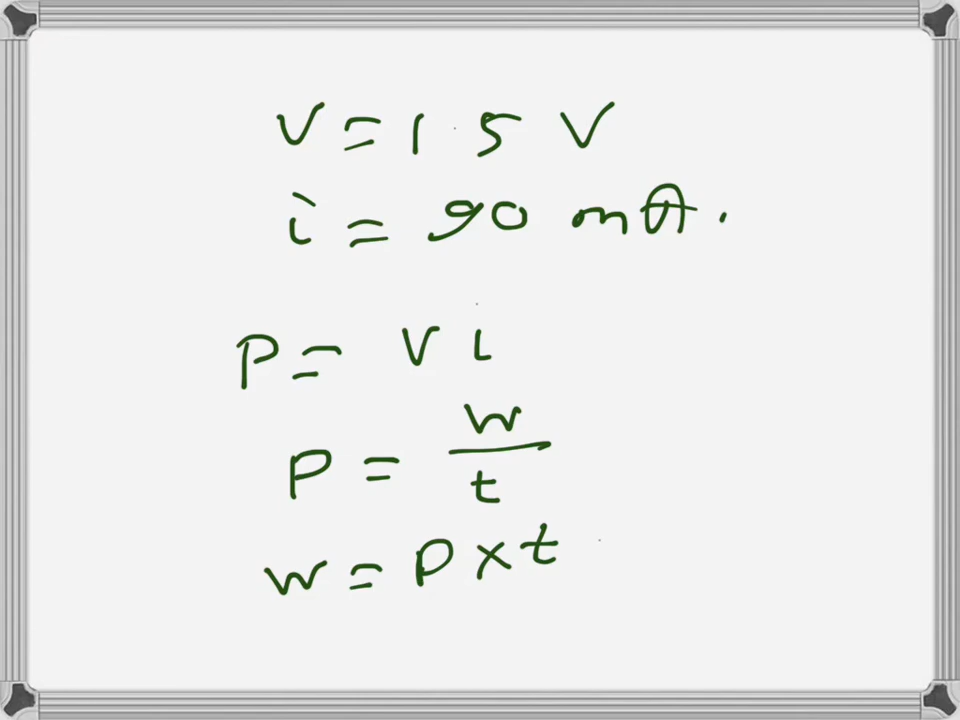 V = 1.5 V
i = 90 mA.
P = V i
P = w / t
w = P x t